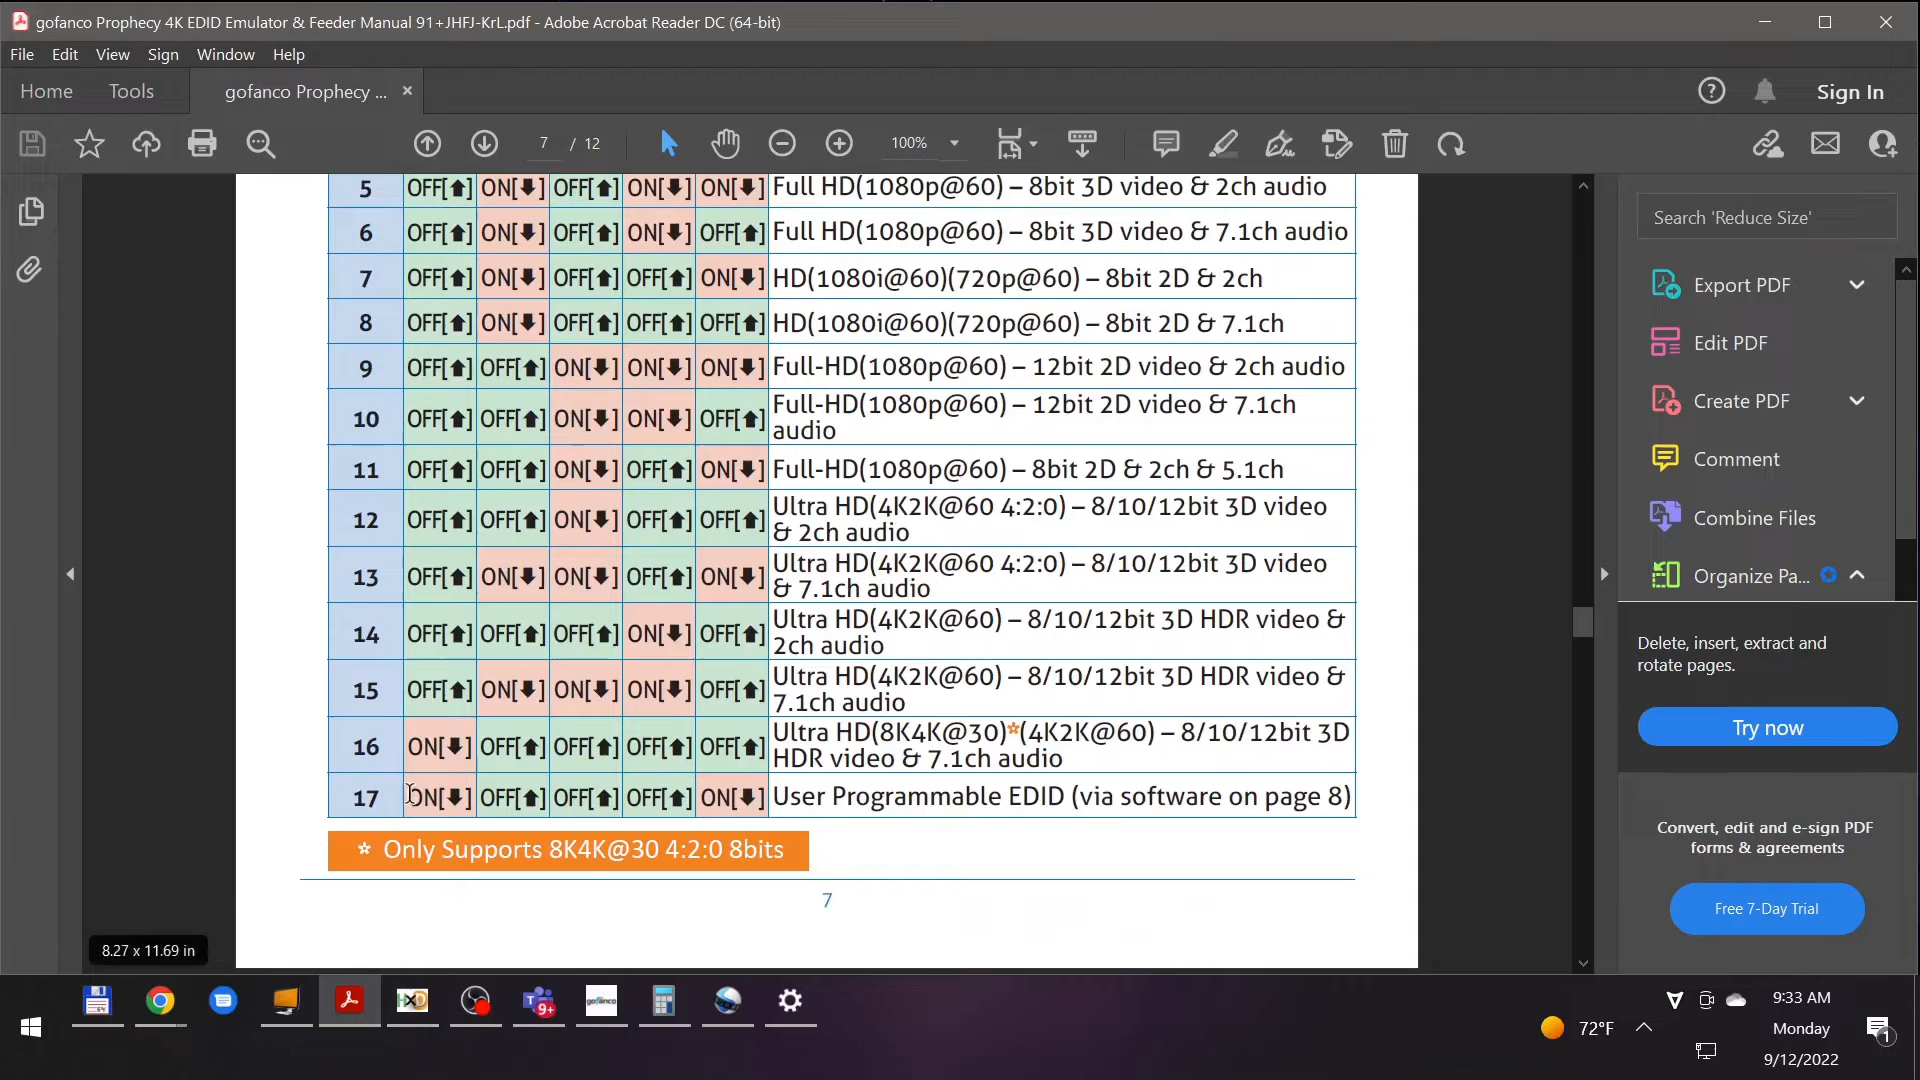 gofanco Prophecy 4K EDID Emulator & Feeder Manual 91+JHFJ-KrL.pdf - Adobe Acrobat Reader DC (64-bit)
File Edit View Sign Window Help
Home Tools gofanco Prophecy ... × Sign In
7 / 12 100%
5 OFF[⬆] ON[⬇] OFF[⬆] ON[⬇] ON[⬇] Full HD(1080p@60) – 8bit 3D video & 2ch audio
6 OFF[⬆] ON[⬇] OFF[⬆] ON[⬇] OFF[⬆] Full HD(1080p@60) – 8bit 3D video & 7.1ch audio
7 OFF[⬆] ON[⬇] OFF[⬆] OFF[⬆] ON[⬇] HD(1080i@60)(720p@60) – 8bit 2D & 2ch
8 OFF[⬆] ON[⬇] OFF[⬆] OFF[⬆] OFF[⬆] HD(1080i@60)(720p@60) – 8bit 2D & 7.1ch
9 OFF[⬆] OFF[⬆] ON[⬇] ON[⬇] ON[⬇] Full-HD(1080p@60) – 12bit 2D video & 2ch audio
10 OFF[⬆] OFF[⬆] ON[⬇] ON[⬇] OFF[⬆] Full-HD(1080p@60) – 12bit 2D video & 7.1ch
audio
11 OFF[⬆] OFF[⬆] ON[⬇] OFF[⬆] ON[⬇] Full-HD(1080p@60) – 8bit 2D & 2ch & 5.1ch
12 OFF[⬆] OFF[⬆] ON[⬇] OFF[⬆] OFF[⬆] Ultra HD(4K2K@60 4:2:0) – 8/10/12bit 3D video
& 2ch audio
13 OFF[⬆] ON[⬇] ON[⬇] OFF[⬆] ON[⬇] Ultra HD(4K2K@60 4:2:0) – 8/10/12bit 3D video
& 7.1ch audio
14 OFF[⬆] OFF[⬆] OFF[⬆] ON[⬇] OFF[⬆] Ultra HD(4K2K@60) – 8/10/12bit 3D HDR video &
2ch audio
15 OFF[⬆] ON[⬇] ON[⬇] ON[⬇] OFF[⬆] Ultra HD(4K2K@60) – 8/10/12bit 3D HDR video &
7.1ch audio
16 ON[⬇] OFF[⬆] OFF[⬆] OFF[⬆] OFF[⬆] Ultra HD(8K4K@30)*(4K2K@60) – 8/10/12bit 3D
HDR video & 7.1ch audio
17 ON[⬇] OFF[⬆] OFF[⬆] OFF[⬆] ON[⬇] User Programmable EDID (via software on page 8)
* Only Supports 8K4K@30 4:2:0 8bits
7
8.27 x 11.69 in
Search 'Reduce Size'
Export PDF
Edit PDF
Create PDF
Comment
Combine Files
Organize Pa...
Delete, insert, extract and
rotate pages.
Try now
Convert, edit and e-sign PDF
forms & agreements
Free 7-Day Trial
HXD
9+
gofanco
72°F
9:33 AM
Monday
9/12/2022
1